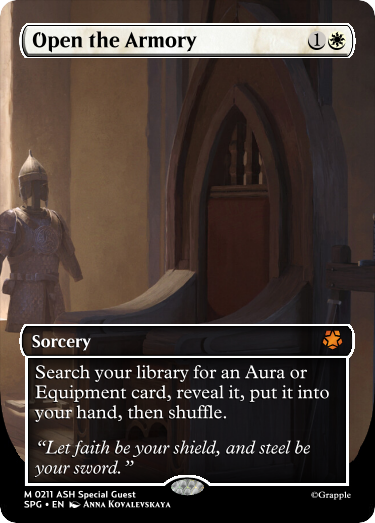 Open the Armory 1
Sorcery
Search your library for an Aura or
Equipment card, reveal it, put it into
your hand, then shuffle.
“Let faith be your shield, and steel be
your sword.”
M 0211 ASH Special Guest
SPG • EN Anna Kovalevskaya
©Grapple